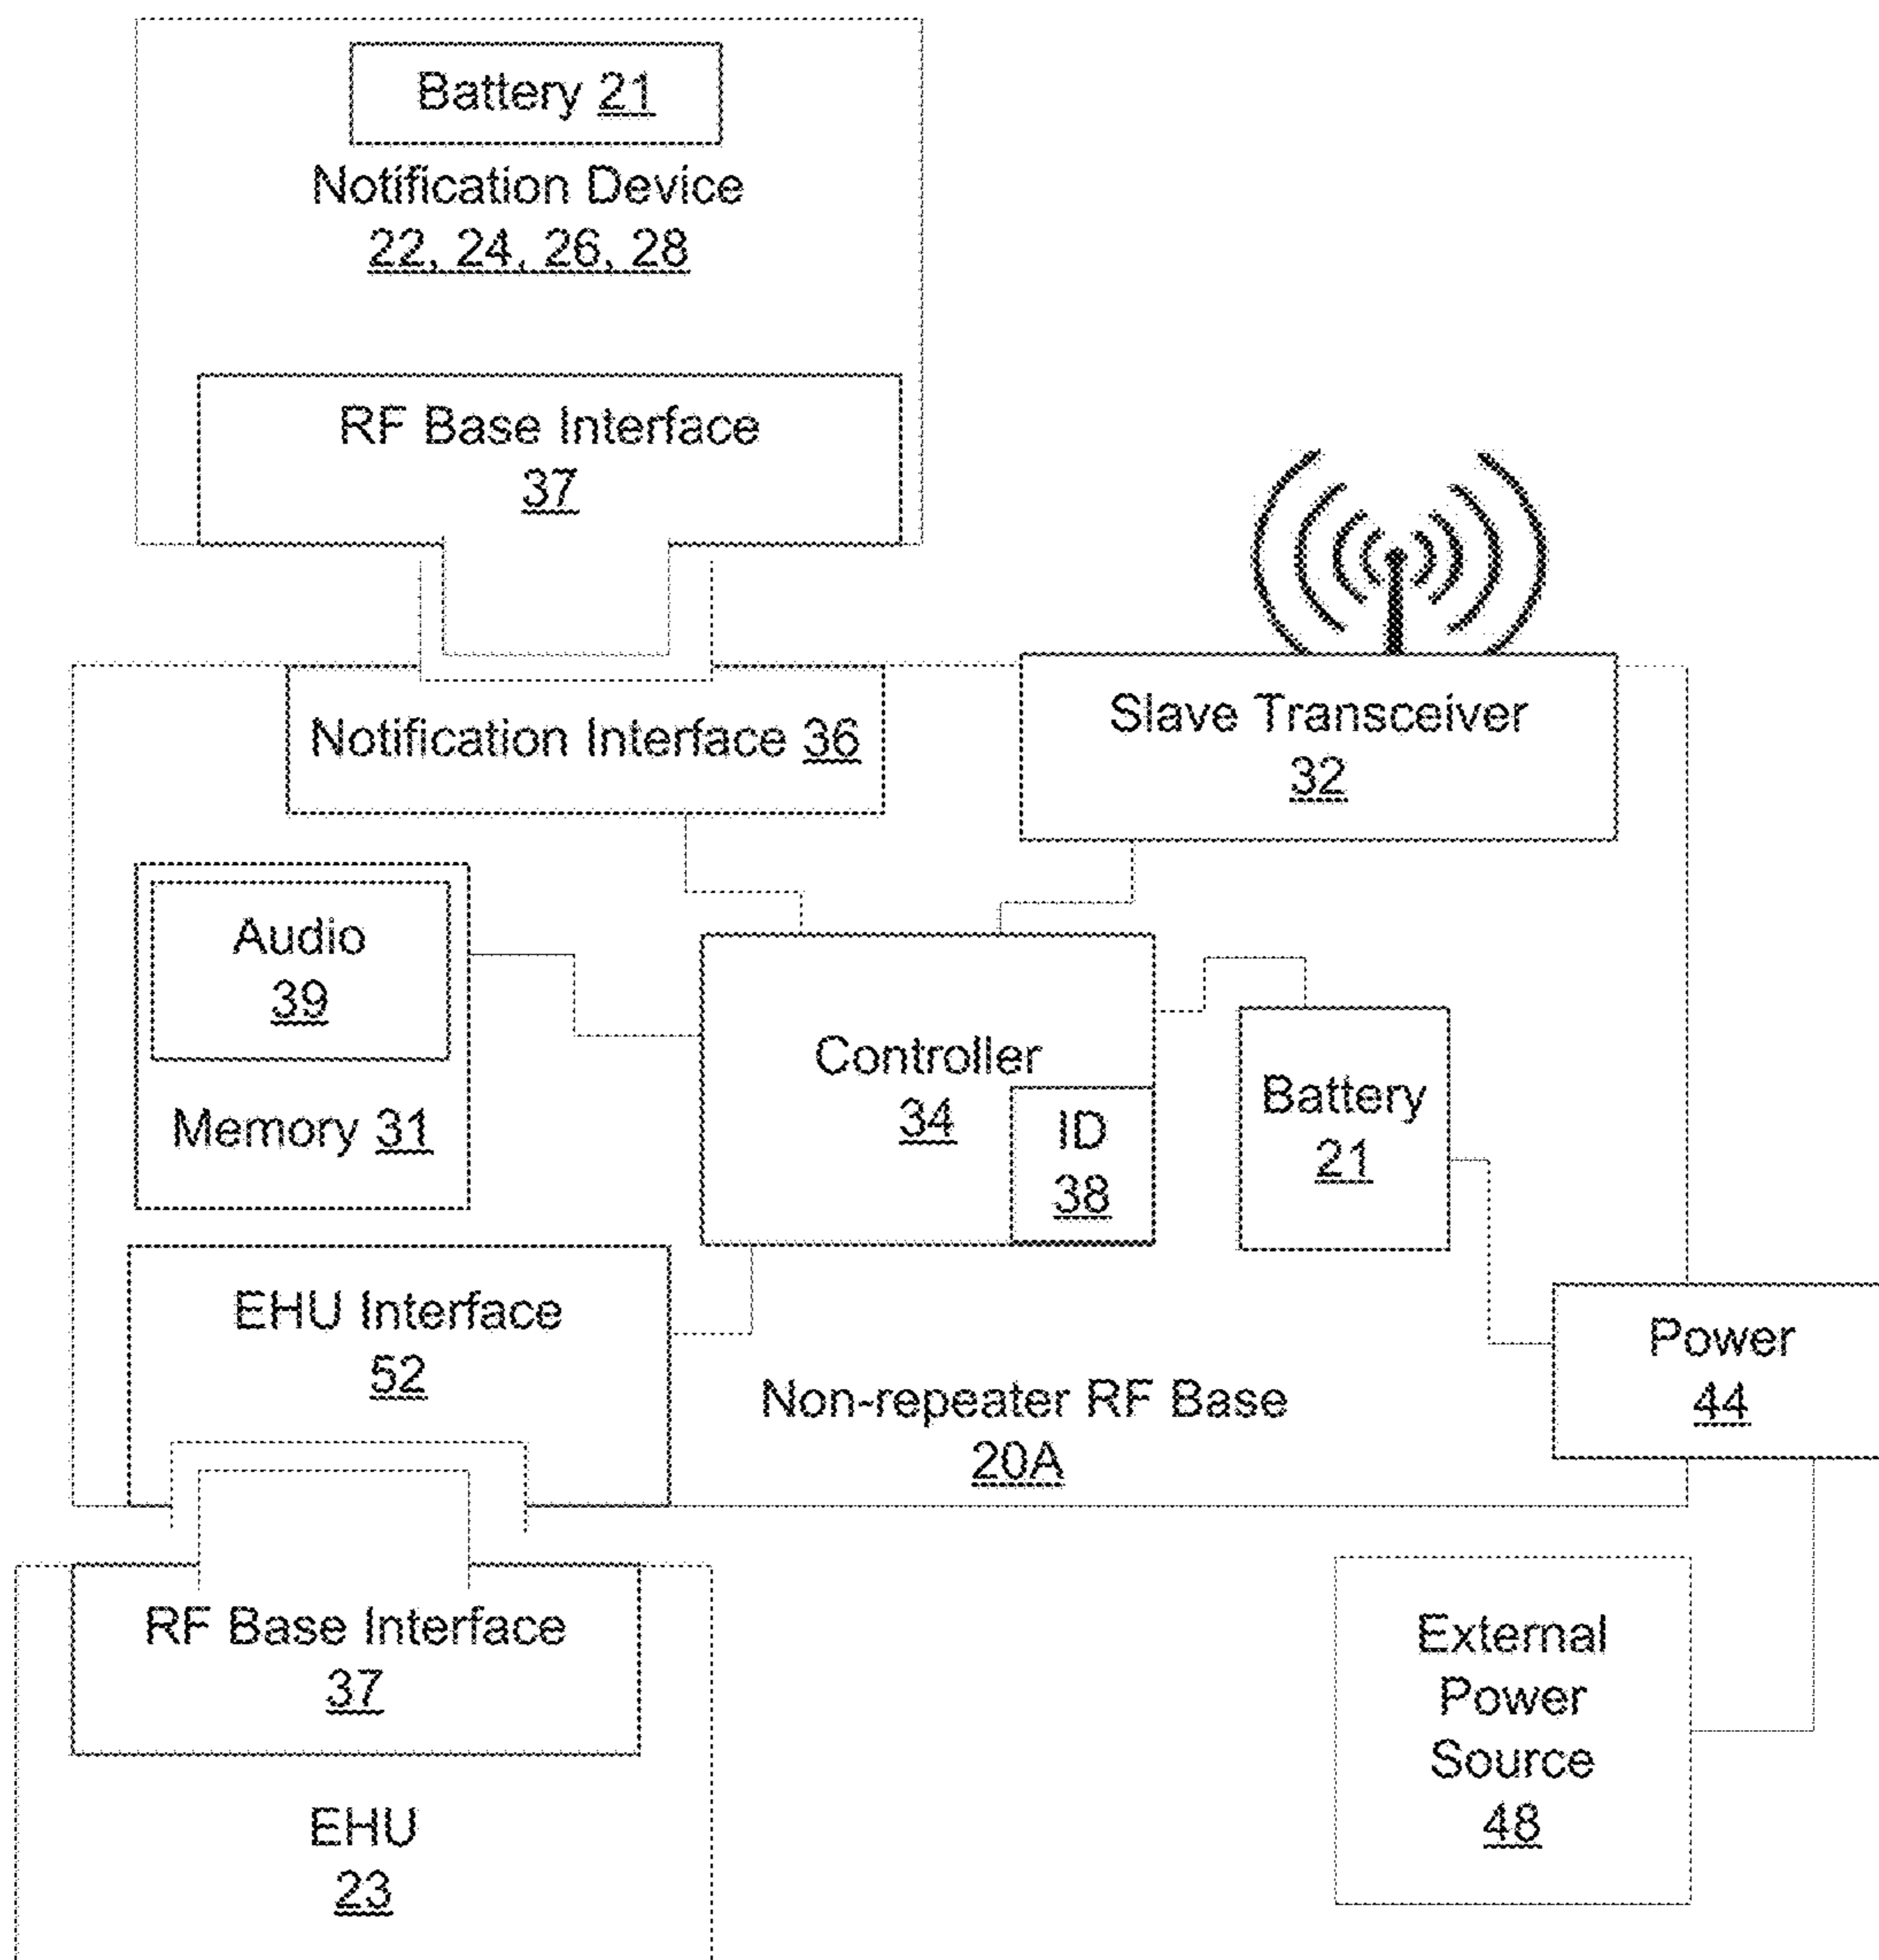 Battery 21
Notification Device
22, 24, 26, 28
RF Base Interface
37
Notification Interface 36
Slave Transceiver
32
Audio
39
Memory 31
Controller
34
ID
38
Battery
21
EHU Interface
52
Non-repeater RF Base
20A
Power
44
RF Base Interface
37
EHU
23
External
Power
Source
48